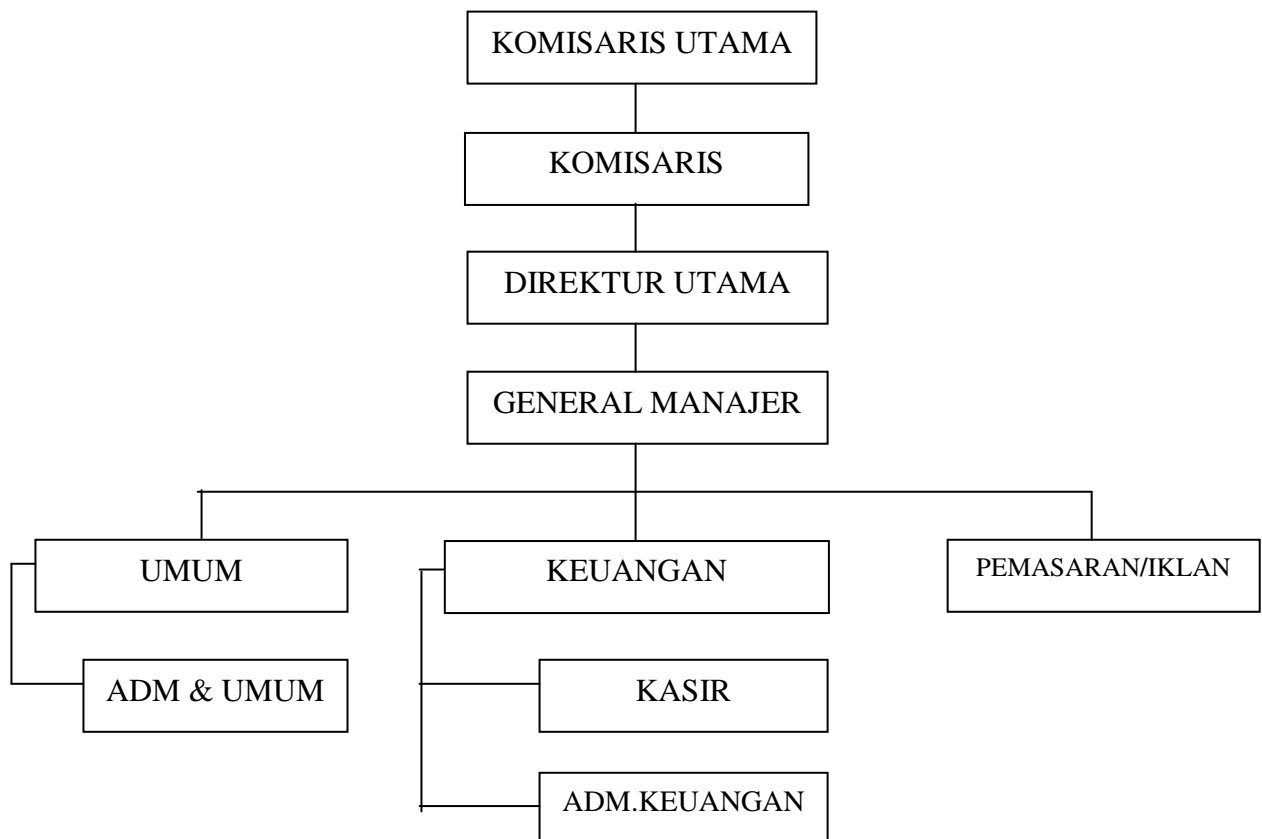 KOMISARIS UTAMA
KOMISARIS
DIREKTUR UTAMA
GENERAL MANAJER
UMUM
KEUANGAN
PEMASARAN/IKLAN
ADM & UMUM
KASIR
ADM.KEUANGAN